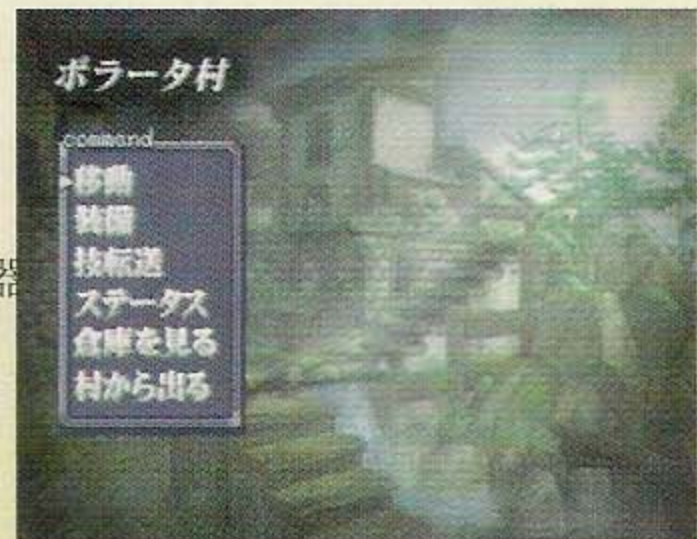 ボラータ村
command
移動
装備
技転送
ステータス
倉庫を見る
村から出る
器